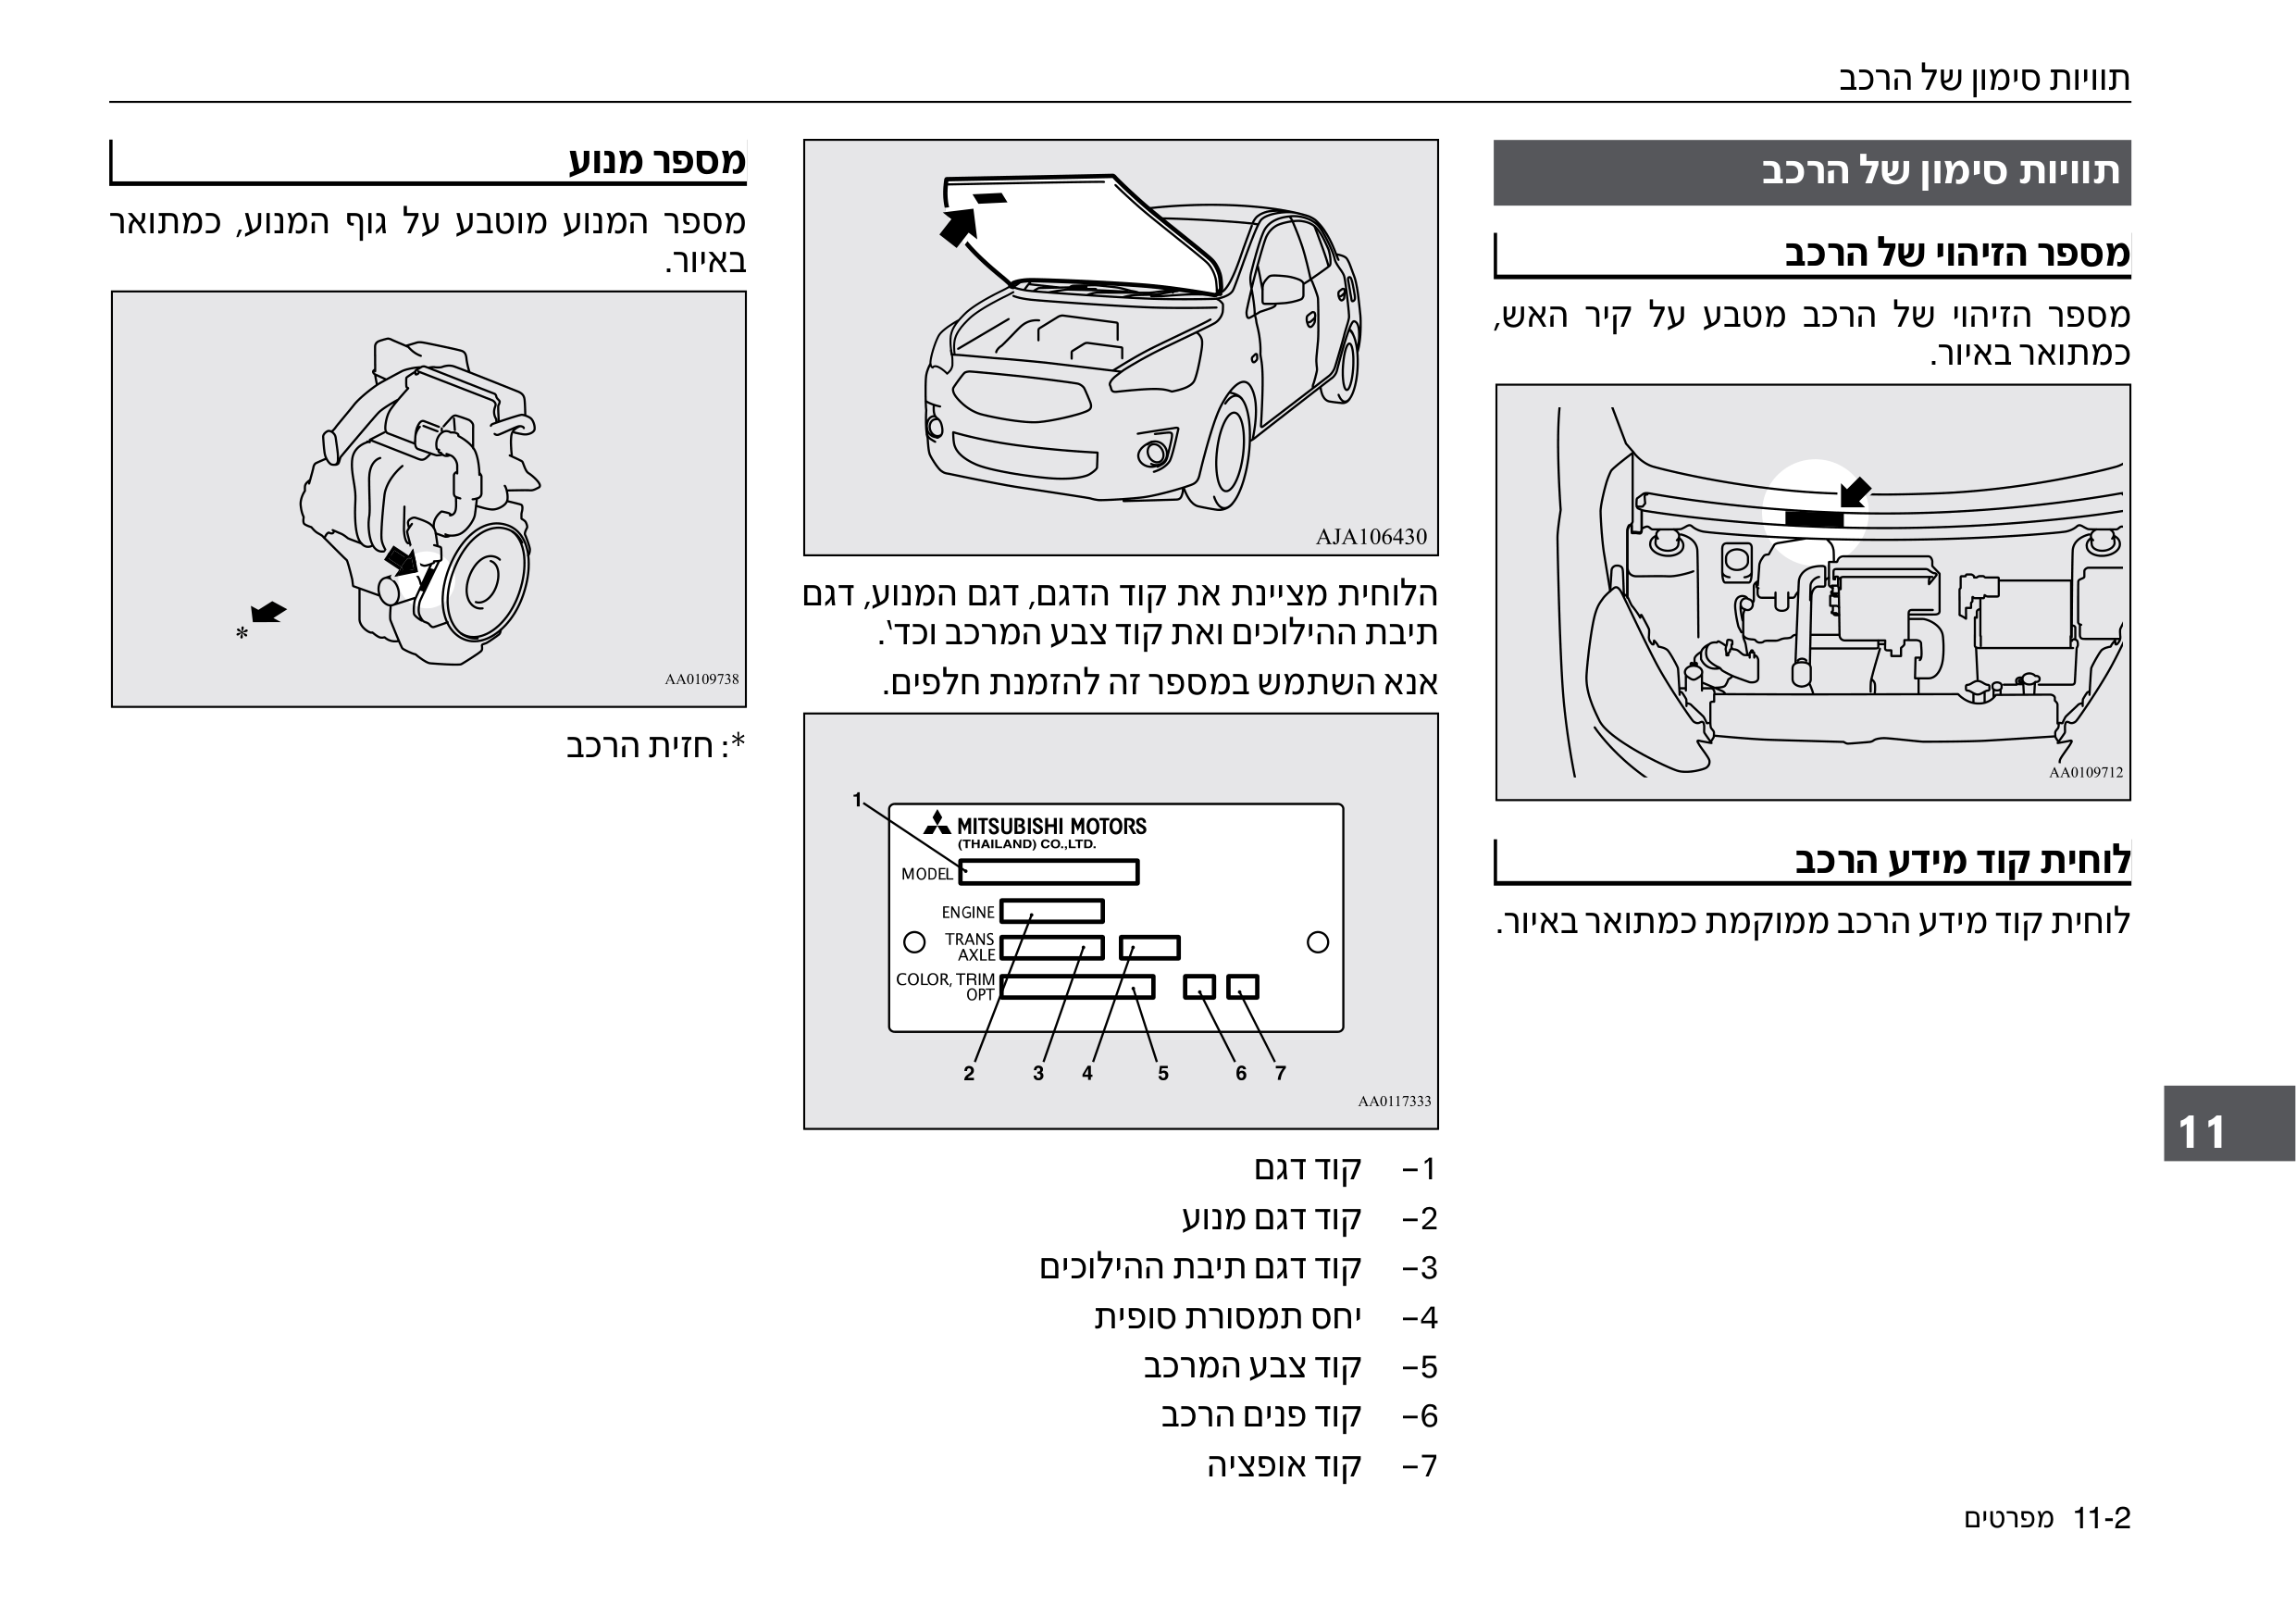 תוויות סימון של הרכב
תוויות סימון של הרכב
מספר הזיהוי של הרכב
מספר הזיהוי של הרכב מטבע על קיר האש,
כמתואר באיור.
AA0109712
לוחית קוד מידע הרכב
לוחית קוד מידע הרכב ממוקמת כמתואר באיור.
AJA106430
הלוחית מציינת את קוד הדגם, דגם המנוע, דגם
תיבת ההילוכים ואת קוד צבע המרכב וכד'.
אנא השתמש במספר זה להזמנת חלפים.
1
MITSUBISHI MOTORS
(THAILAND) CO.,LTD.
MODEL
ENGINE
TRANS
AXLE
COLOR, TRIM
OPT
2 3 4 5 6 7
AA0117333
1– קוד דגם
2– קוד דגם מנוע
3– קוד דגם תיבת ההילוכים
4– יחס תמסורת סופית
5– קוד צבע המרכב
6– קוד פנים הרכב
7– קוד אופציה
מספר מנוע
מספר המנוע מוטבע על גוף המנוע, כמתואר
באיור.
*
AA0109738
*: חזית הרכב
11
11-2 מפרטים